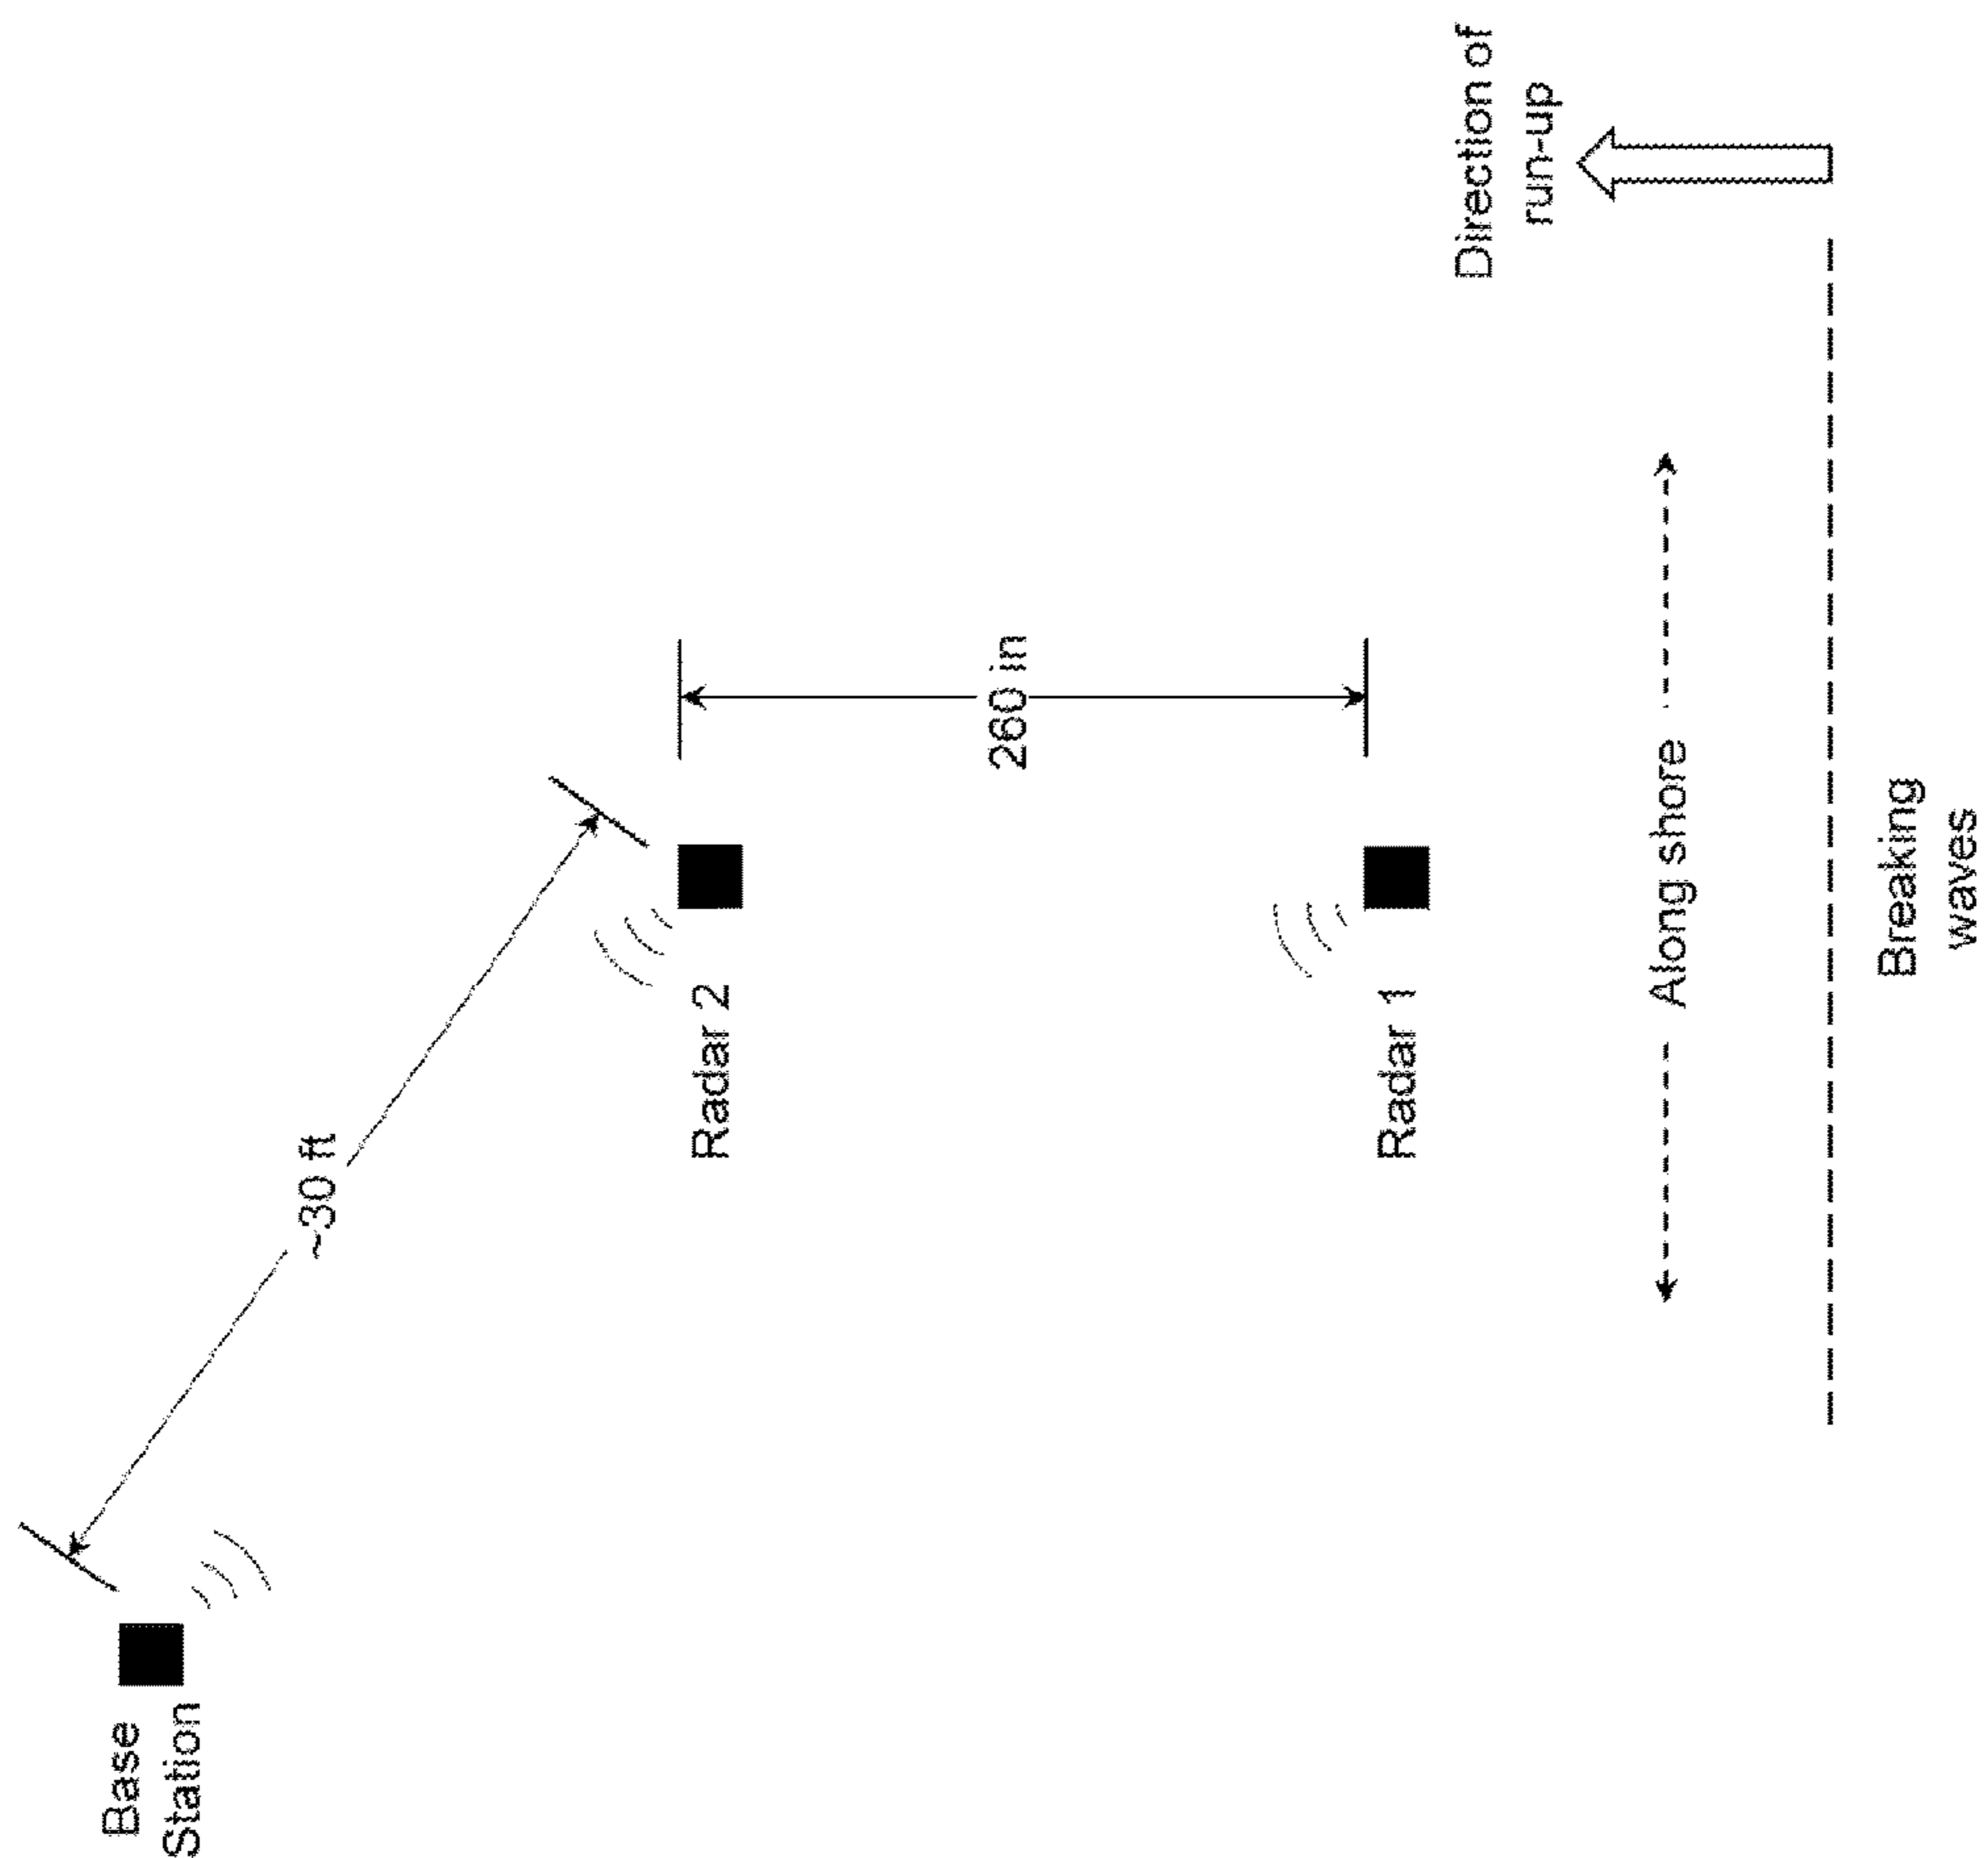 Base
Station
~30 ft
Radar 2
260 in
Radar 1
Direction of
run-up
Along shore
Breaking
waves